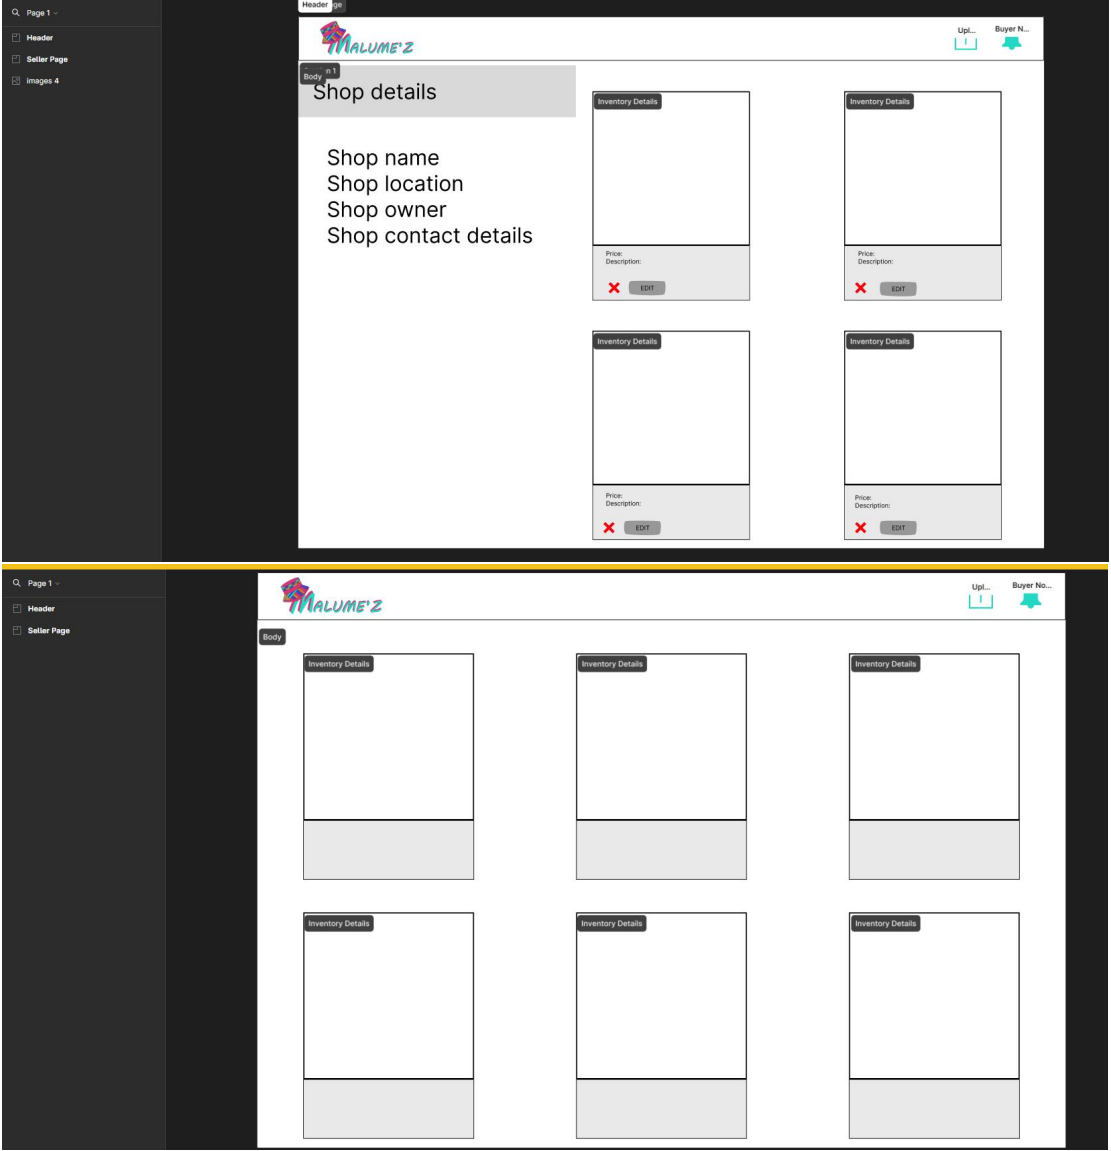 Page 1
Header
Seller Page
images 4
Header ge
MALUME'Z
Upl...
Buyer N...
n 1
Body
Shop details
Shop name
Shop location
Shop owner
Shop contact details
Inventory Details
Inventory Details
Price:
Description:
EDIT
Price:
Description:
EDIT
Inventory Details
Inventory Details
Price:
Description:
EDIT
Price:
Description:
EDIT
Page 1
Header
Seller Page
MALUME'Z
Upl...
Buyer No...
Body
Inventory Details
Inventory Details
Inventory Details
Inventory Details
Inventory Details
Inventory Details